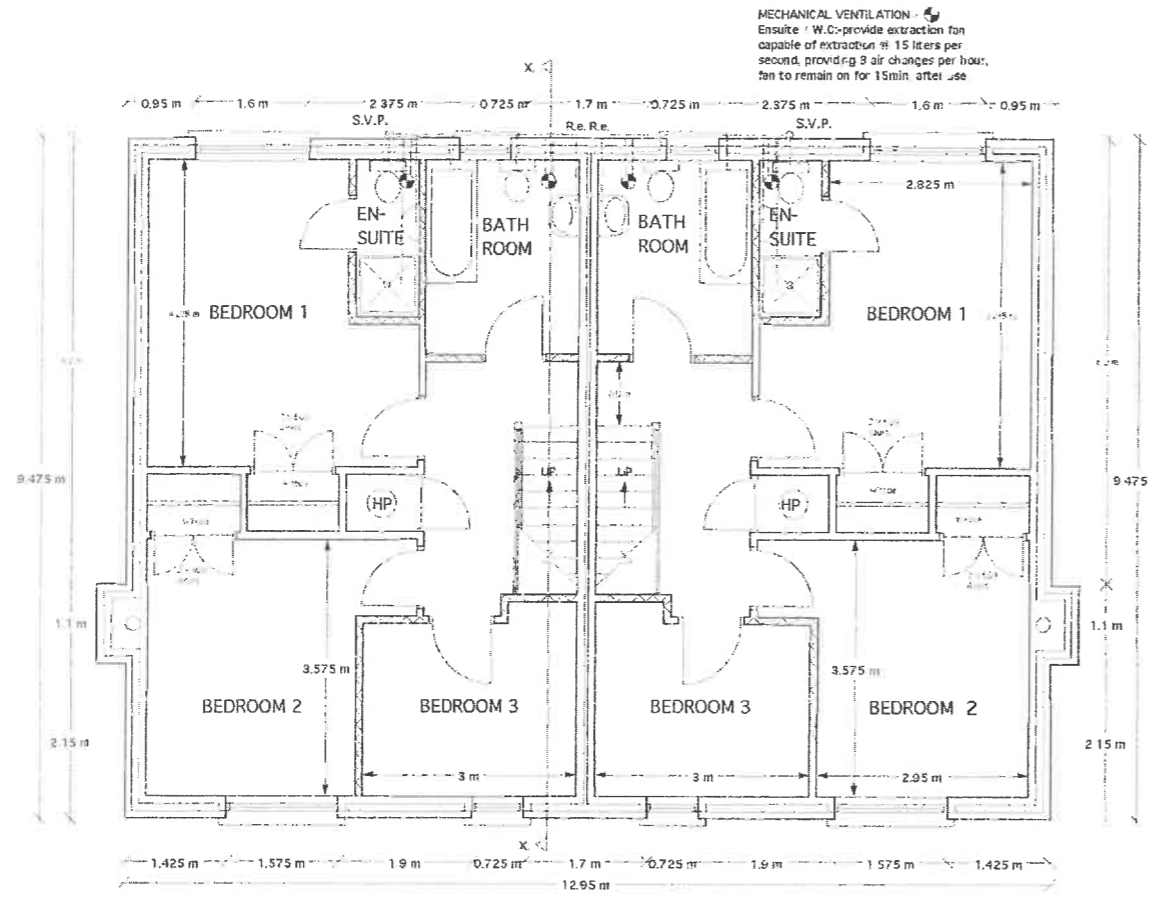 MECHANICAL VENTILATION -
Ensuite / W.C:-provide extraction fan
capable of extraction @ 15 liters per
second, providing 3 air changes per hour,
fan to remain on for 15min after use
X.
0.95 m 1.6 m 2.375 m 0.725 m 1.7 m 0.725 m 2.375 m 1.6 m 0.95 m
S.V.P. R.e. R.e. S.V.P.
2.825 m
EN-
SUITE
BATH
ROOM
BATH
ROOM
EN-
SUITE
BEDROOM 1
BEDROOM 1
9.475 m
UP
UP
9.475
HP
HP
1.1 m
1.1 m
3.575 m
3.575 m
BEDROOM 2
BEDROOM 3
BEDROOM 3
BEDROOM 2
2.15 m
2.15 m
3 m
3 m
2.95 m
X.
1.425 m 1.575 m 1.9 m 0.725 m 1.7 m 0.725 m 1.9 m 1.575 m 1.425 m
12.95 m